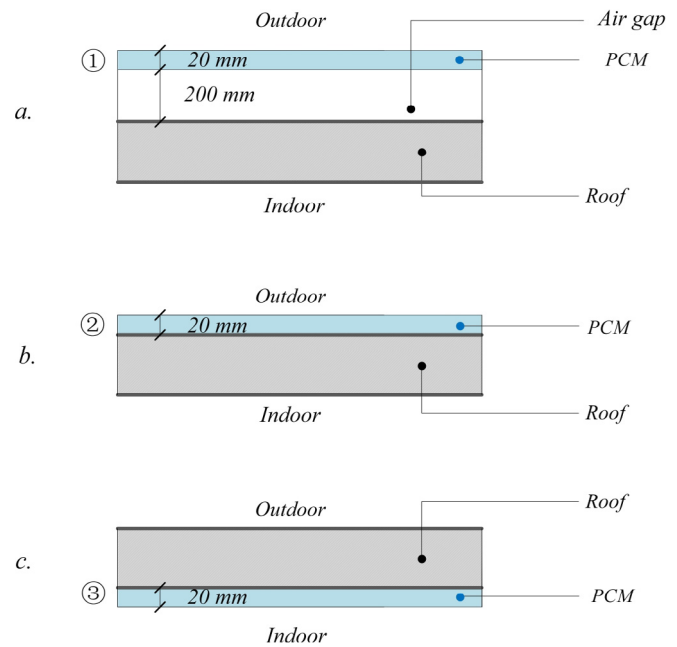 Outdoor
Air gap
① 20 mm PCM
200 mm
a.
Roof
Indoor
Outdoor
② 20 mm PCM
b.
Indoor Roof
Roof
Outdoor
c.
③ 20 mm PCM
Indoor